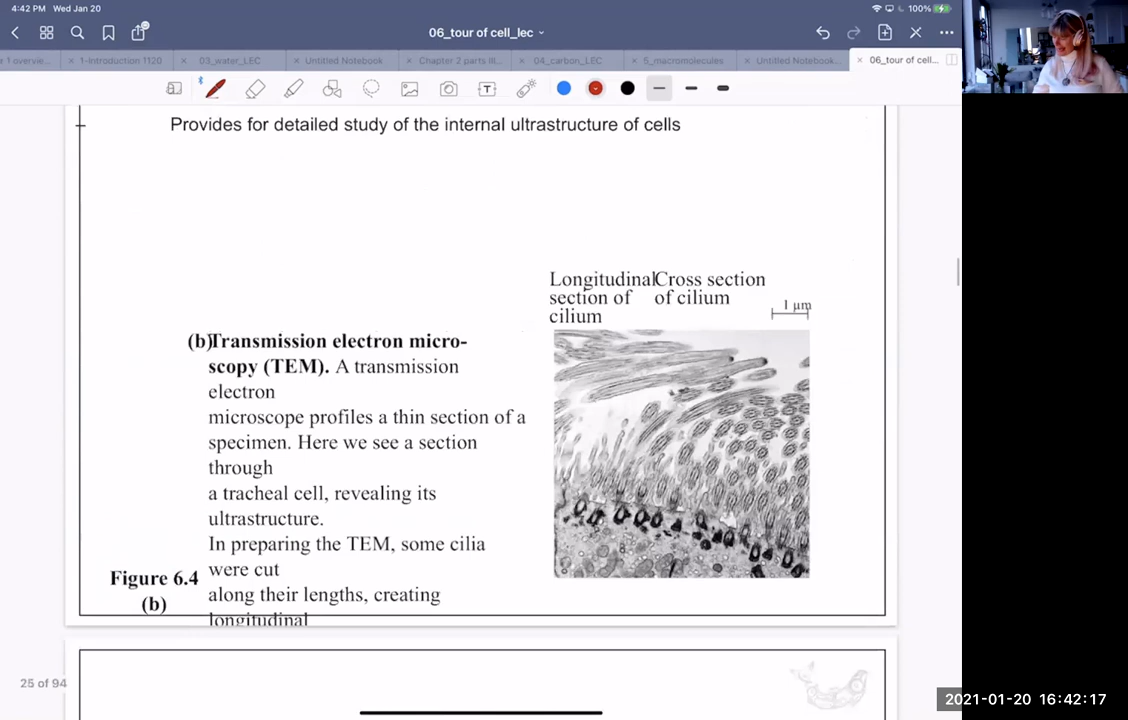 4:42 PM Wed Jan 20
100%
06_tour of cell_lec
1 overvie...
1-Introduction 1120
03_water_LEC
Untitled Notebook
Chapter 2 parts III...
04_carbon_LEC
5_macromolecules
Untitled Notebook...
06_tour of cell...
Provides for detailed study of the internal ultrastructure of cells
Longitudinal
section of
cilium
Cross section
of cilium
1 µm
(b)
Transmission electron micro-
scopy (TEM). A transmission
electron
microscope profiles a thin section of a
specimen. Here we see a section
through
a tracheal cell, revealing its
ultrastructure.
In preparing the TEM, some cilia
were cut
along their lengths, creating
longitudinal
Figure 6.4
(b)
25 of 94
2021-01-20 16:42:17